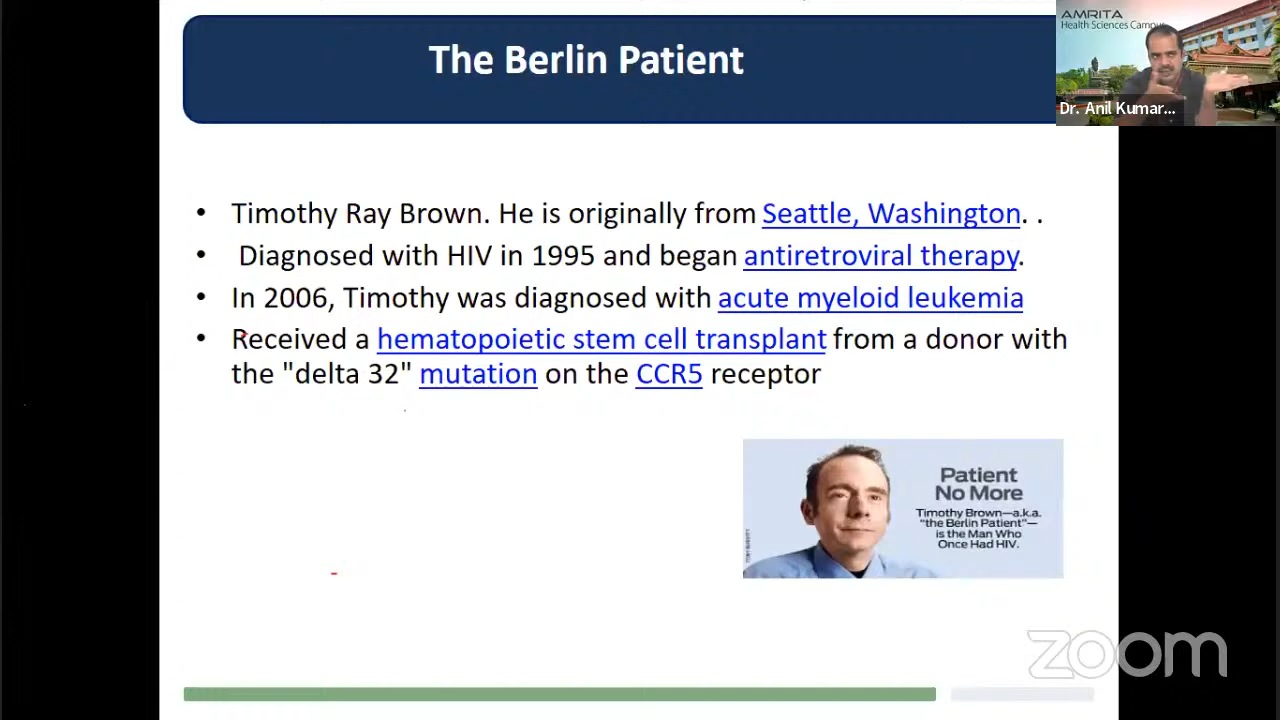 The Berlin Patient
AMRITA
Health Sciences Campus
Dr. Anil Kumar...
• Timothy Ray Brown. He is originally from Seattle, Washington. .
• Diagnosed with HIV in 1995 and began antiretroviral therapy.
• In 2006, Timothy was diagnosed with acute myeloid leukemia
• Received a hematopoietic stem cell transplant from a donor with
the "delta 32" mutation on the CCR5 receptor
Patient
No More
Timothy Brown—a.k.a.
"the Berlin Patient"—
is the Man Who
Once Had HIV.
zoom